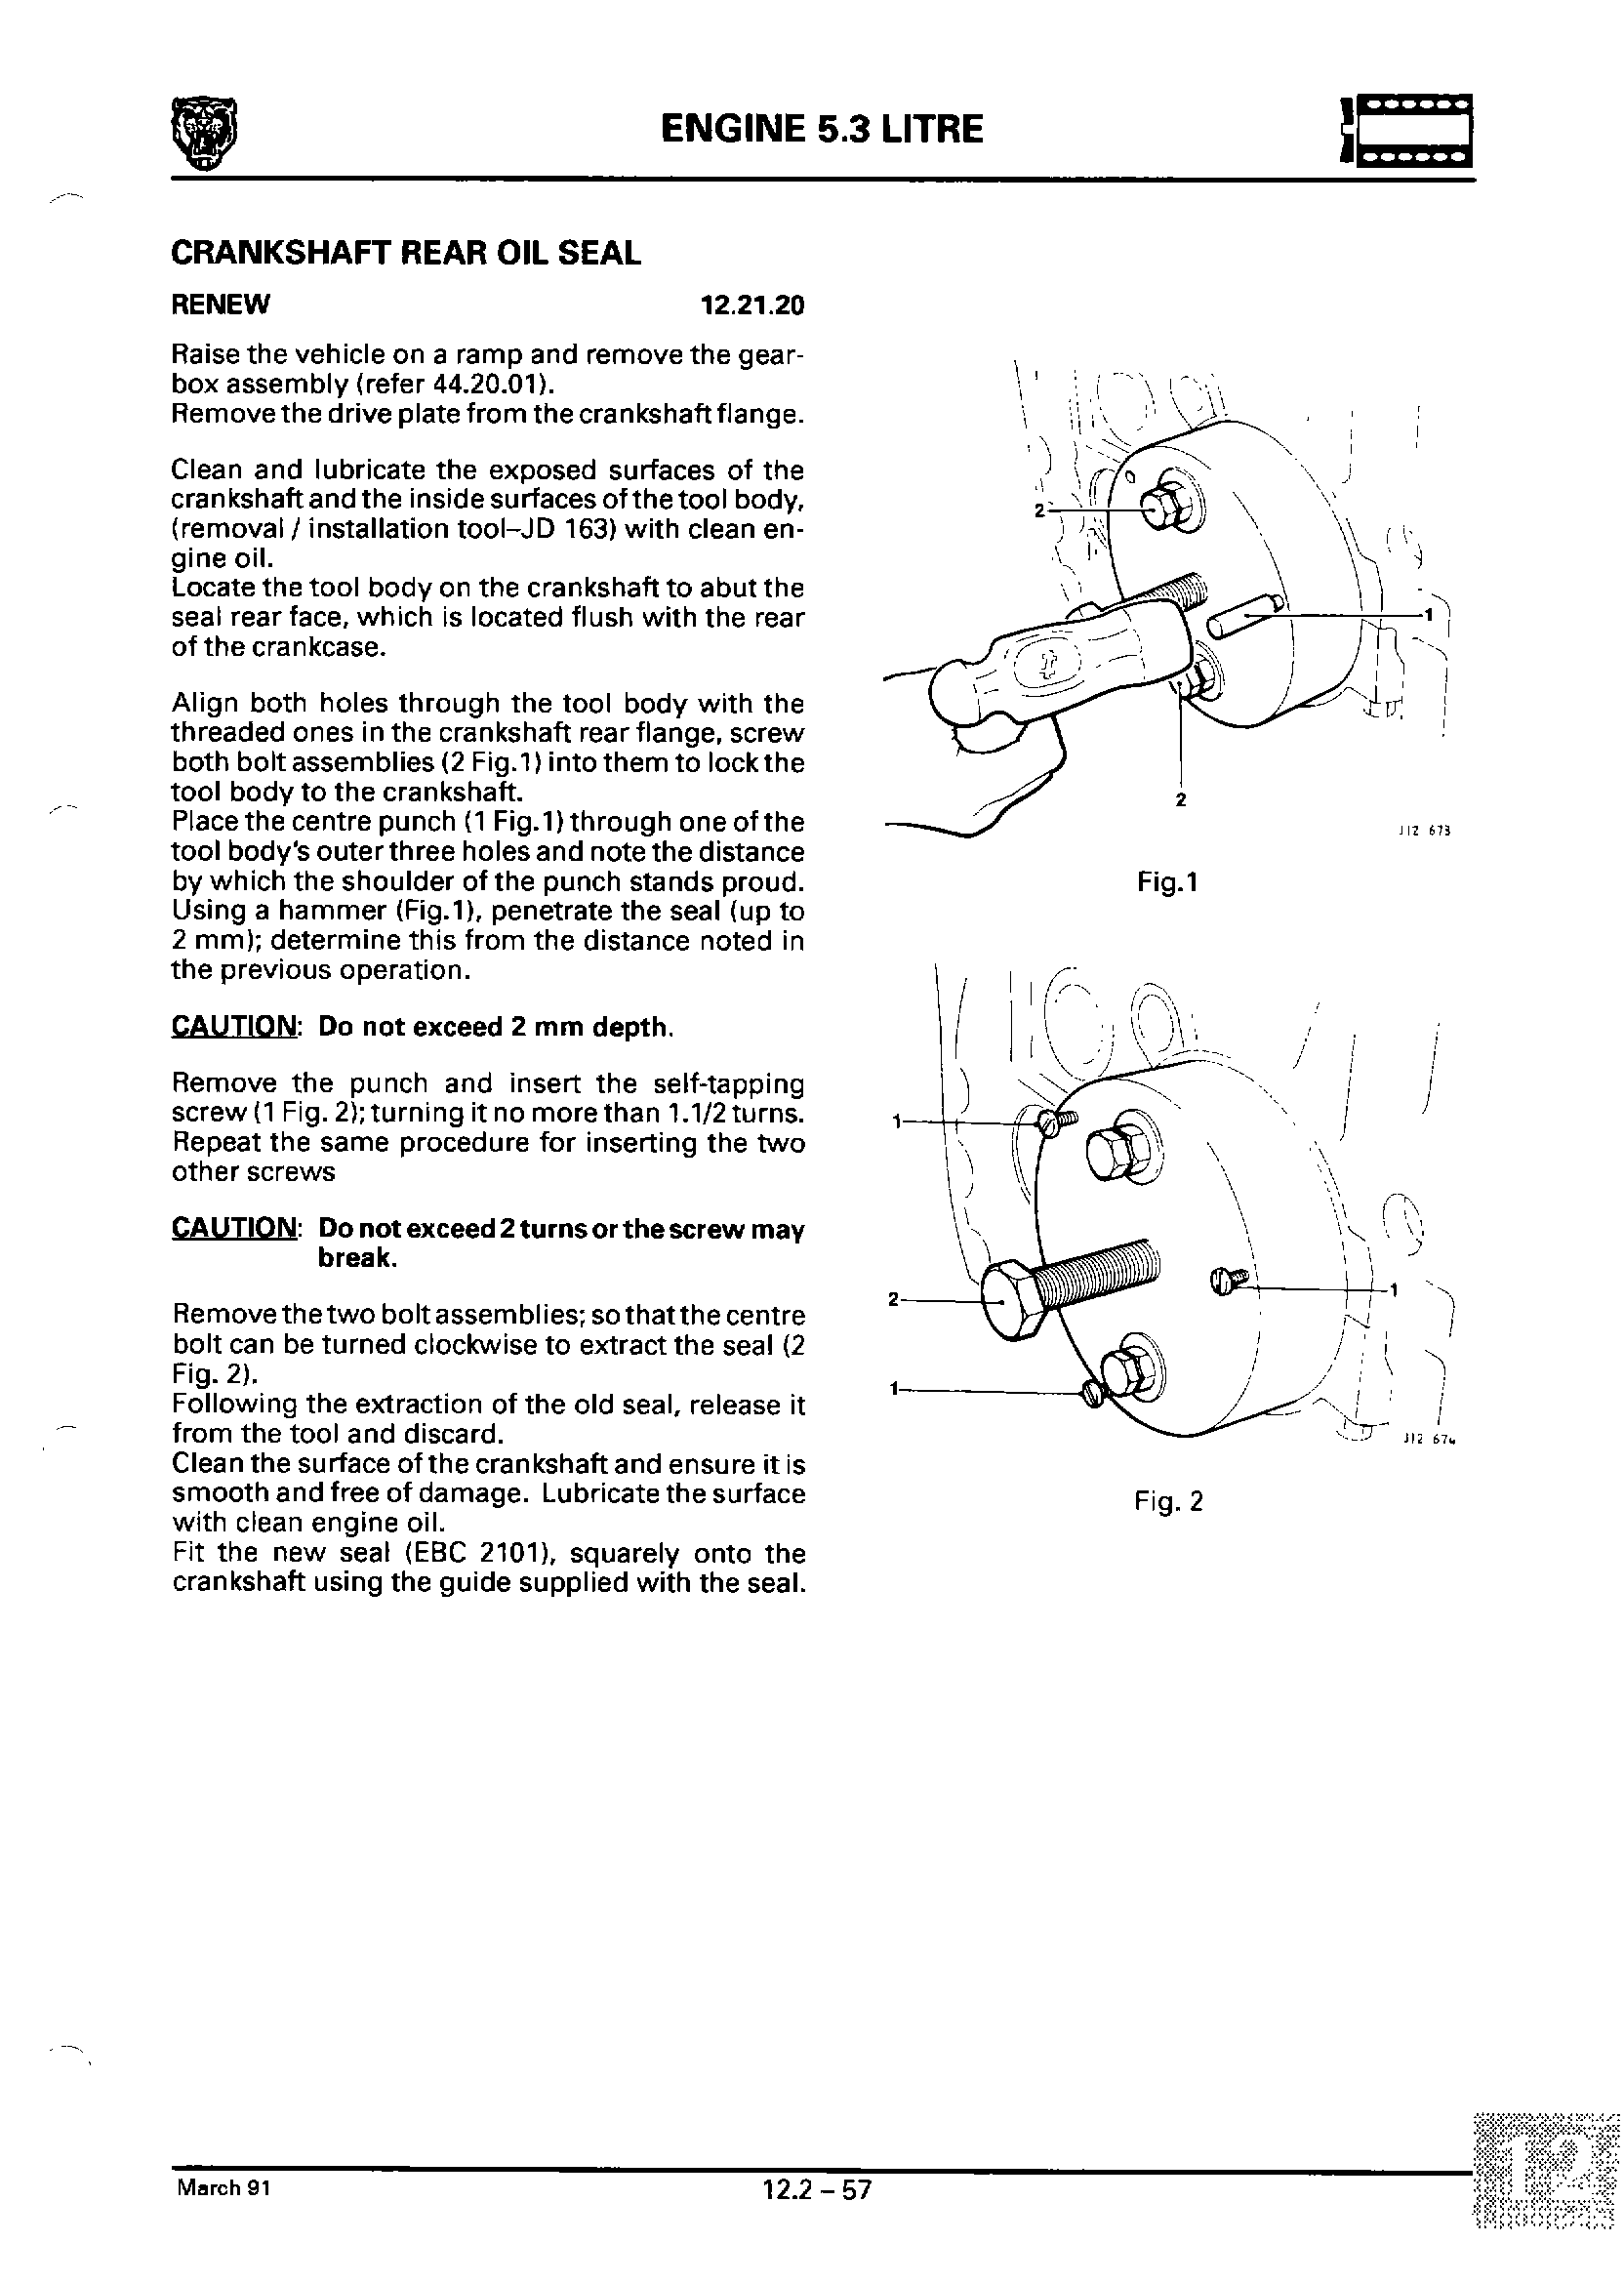 ENGINE 5.3 LITRE
CRANKSHAFT REAR OIL SEAL
RENEW 12.21.20
Raise the vehicle on a ramp and remove the gear-
box assembly (refer 44.20.01).
Remove the drive plate from the crankshaft flange.
Clean and lubricate the exposed surfaces of the
crankshaft and the inside surfaces of the tool body,
(removal / installation tool–JD 163) with clean en-
gine oil.
Locate the tool body on the crankshaft to abut the
seal rear face, which is located flush with the rear
of the crankcase.
Align both holes through the tool body with the
threaded ones in the crankshaft rear flange, screw
both bolt assemblies (2 Fig.1) into them to lock the
tool body to the crankshaft.
Place the centre punch (1 Fig.1) through one of the
tool body's outer three holes and note the distance
by which the shoulder of the punch stands proud.
Using a hammer (Fig.1), penetrate the seal (up to
2 mm); determine this from the distance noted in
the previous operation.
CAUTION: Do not exceed 2 mm depth.
Remove the punch and insert the self-tapping
screw (1 Fig. 2); turning it no more than 1.1/2 turns.
Repeat the same procedure for inserting the two
other screws
CAUTION: Do not exceed 2 turns or the screw may
break.
Remove the two bolt assemblies; so that the centre
bolt can be turned clockwise to extract the seal (2
Fig. 2).
Following the extraction of the old seal, release it
from the tool and discard.
Clean the surface of the crankshaft and ensure it is
smooth and free of damage. Lubricate the surface
with clean engine oil.
Fit the new seal (EBC 2101), squarely onto the
crankshaft using the guide supplied with the seal.
2
1
2
J12 673
Fig.1
1
2
1
1
J12 674
Fig. 2
March 91
12.2 – 57
12